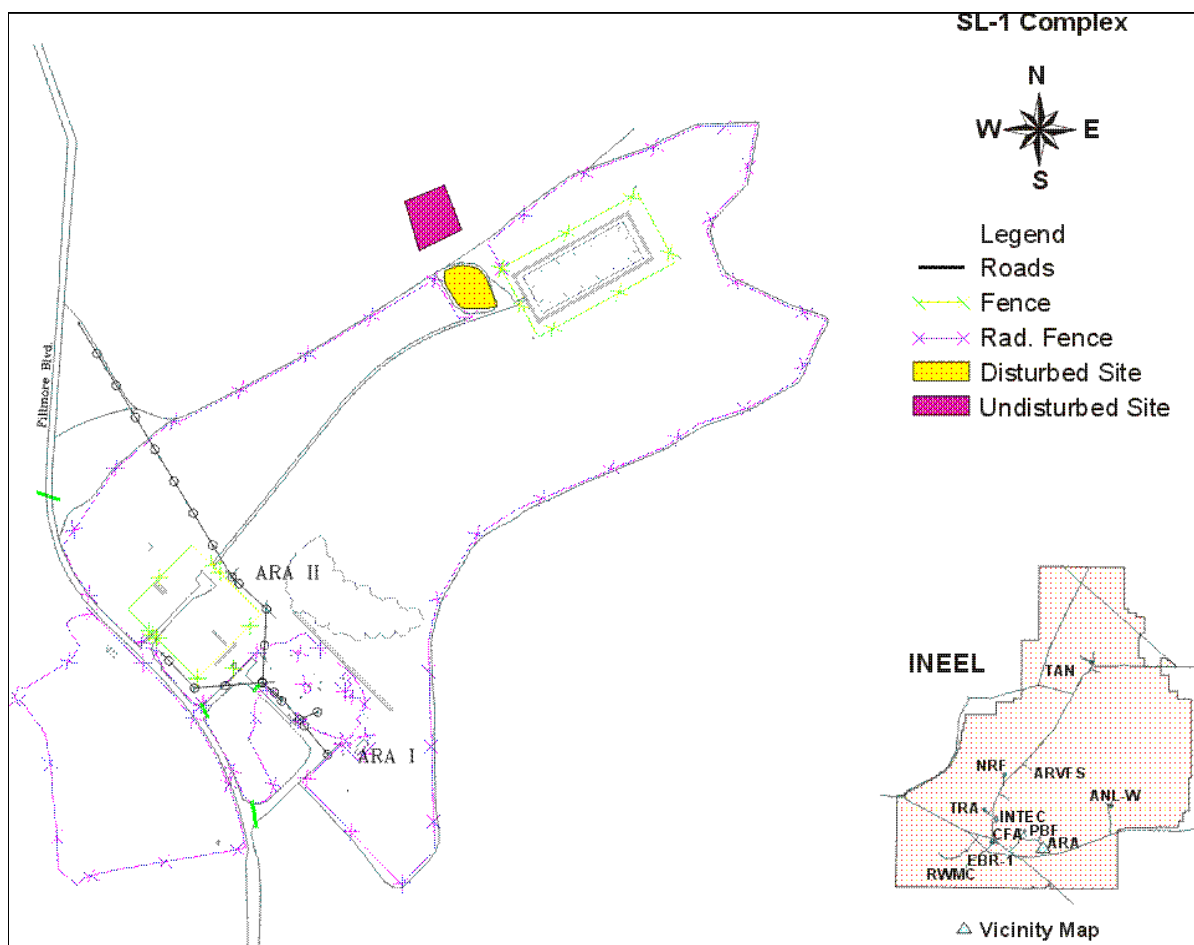 SL-1 Complex
N
W E
S
Legend
Roads
Fence
Rad. Fence
Disturbed Site
Undisturbed Site
Fillmore Blvd.
ARA II
ARA I
INEEL
TAN
NRF
ARVFS
TRA
ANL-W
INTEC
CFA
PBF
ARA
EBR-1
RWMC
Vicinity Map